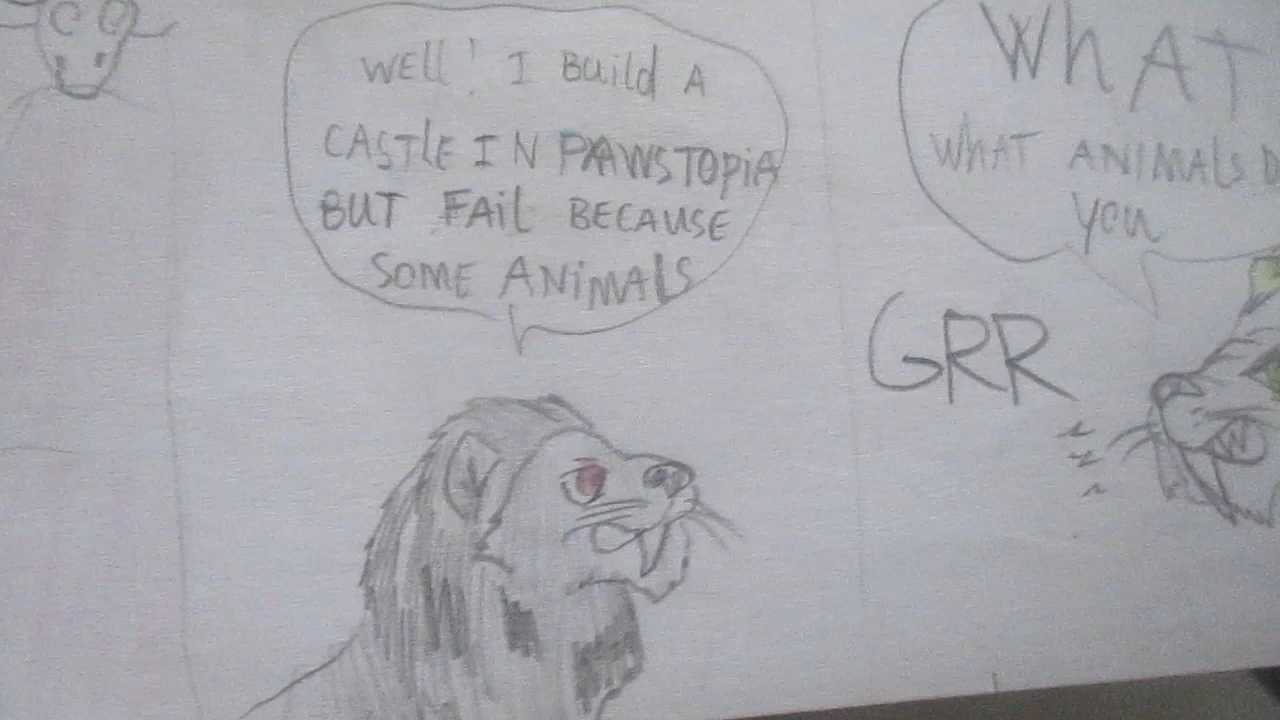 WEll! I Build A
CASTlE IN PAWSTOPiA
BUT FAil BECAUSE
SOME ANiMAlS
WhAT
WhAT ANIMAlS
you
GRR